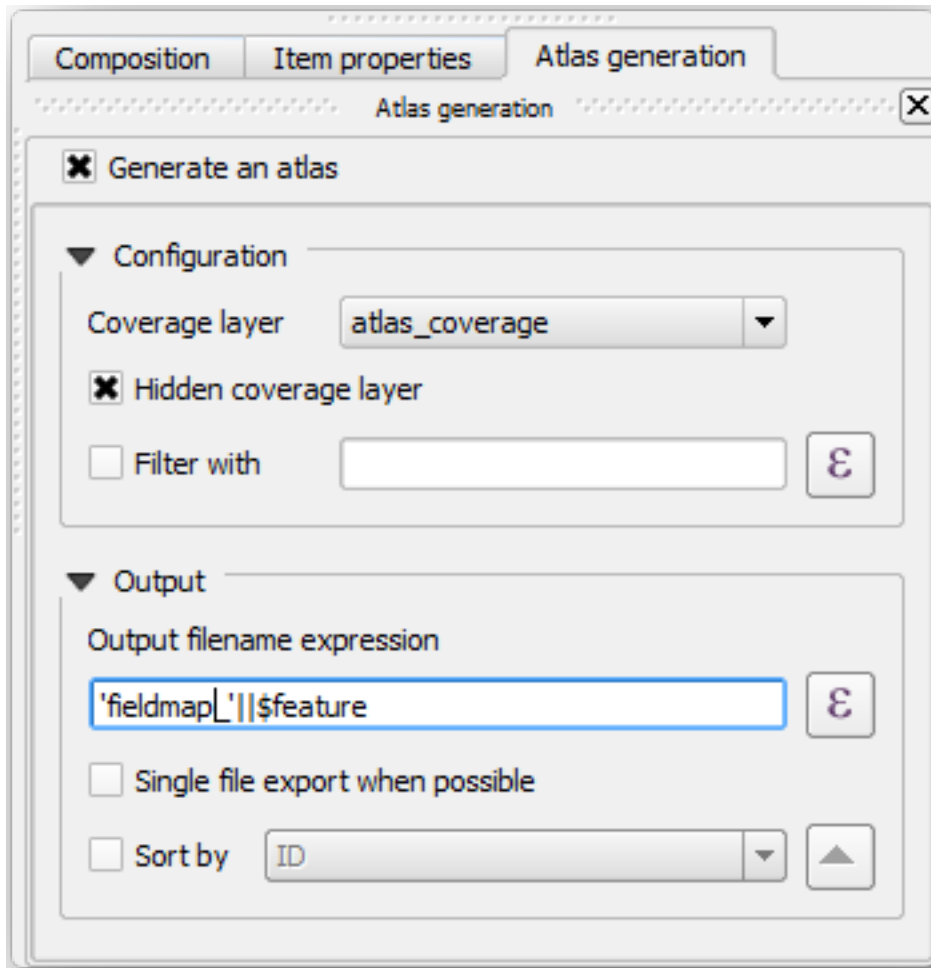 Composition Item properties Atlas generation
Atlas generation
Generate an atlas
Configuration
Coverage layer atlas_coverage
Hidden coverage layer
Filter with ε
Output
Output filename expression
'fieldmap_'||$feature ε
Single file export when possible
Sort by ID